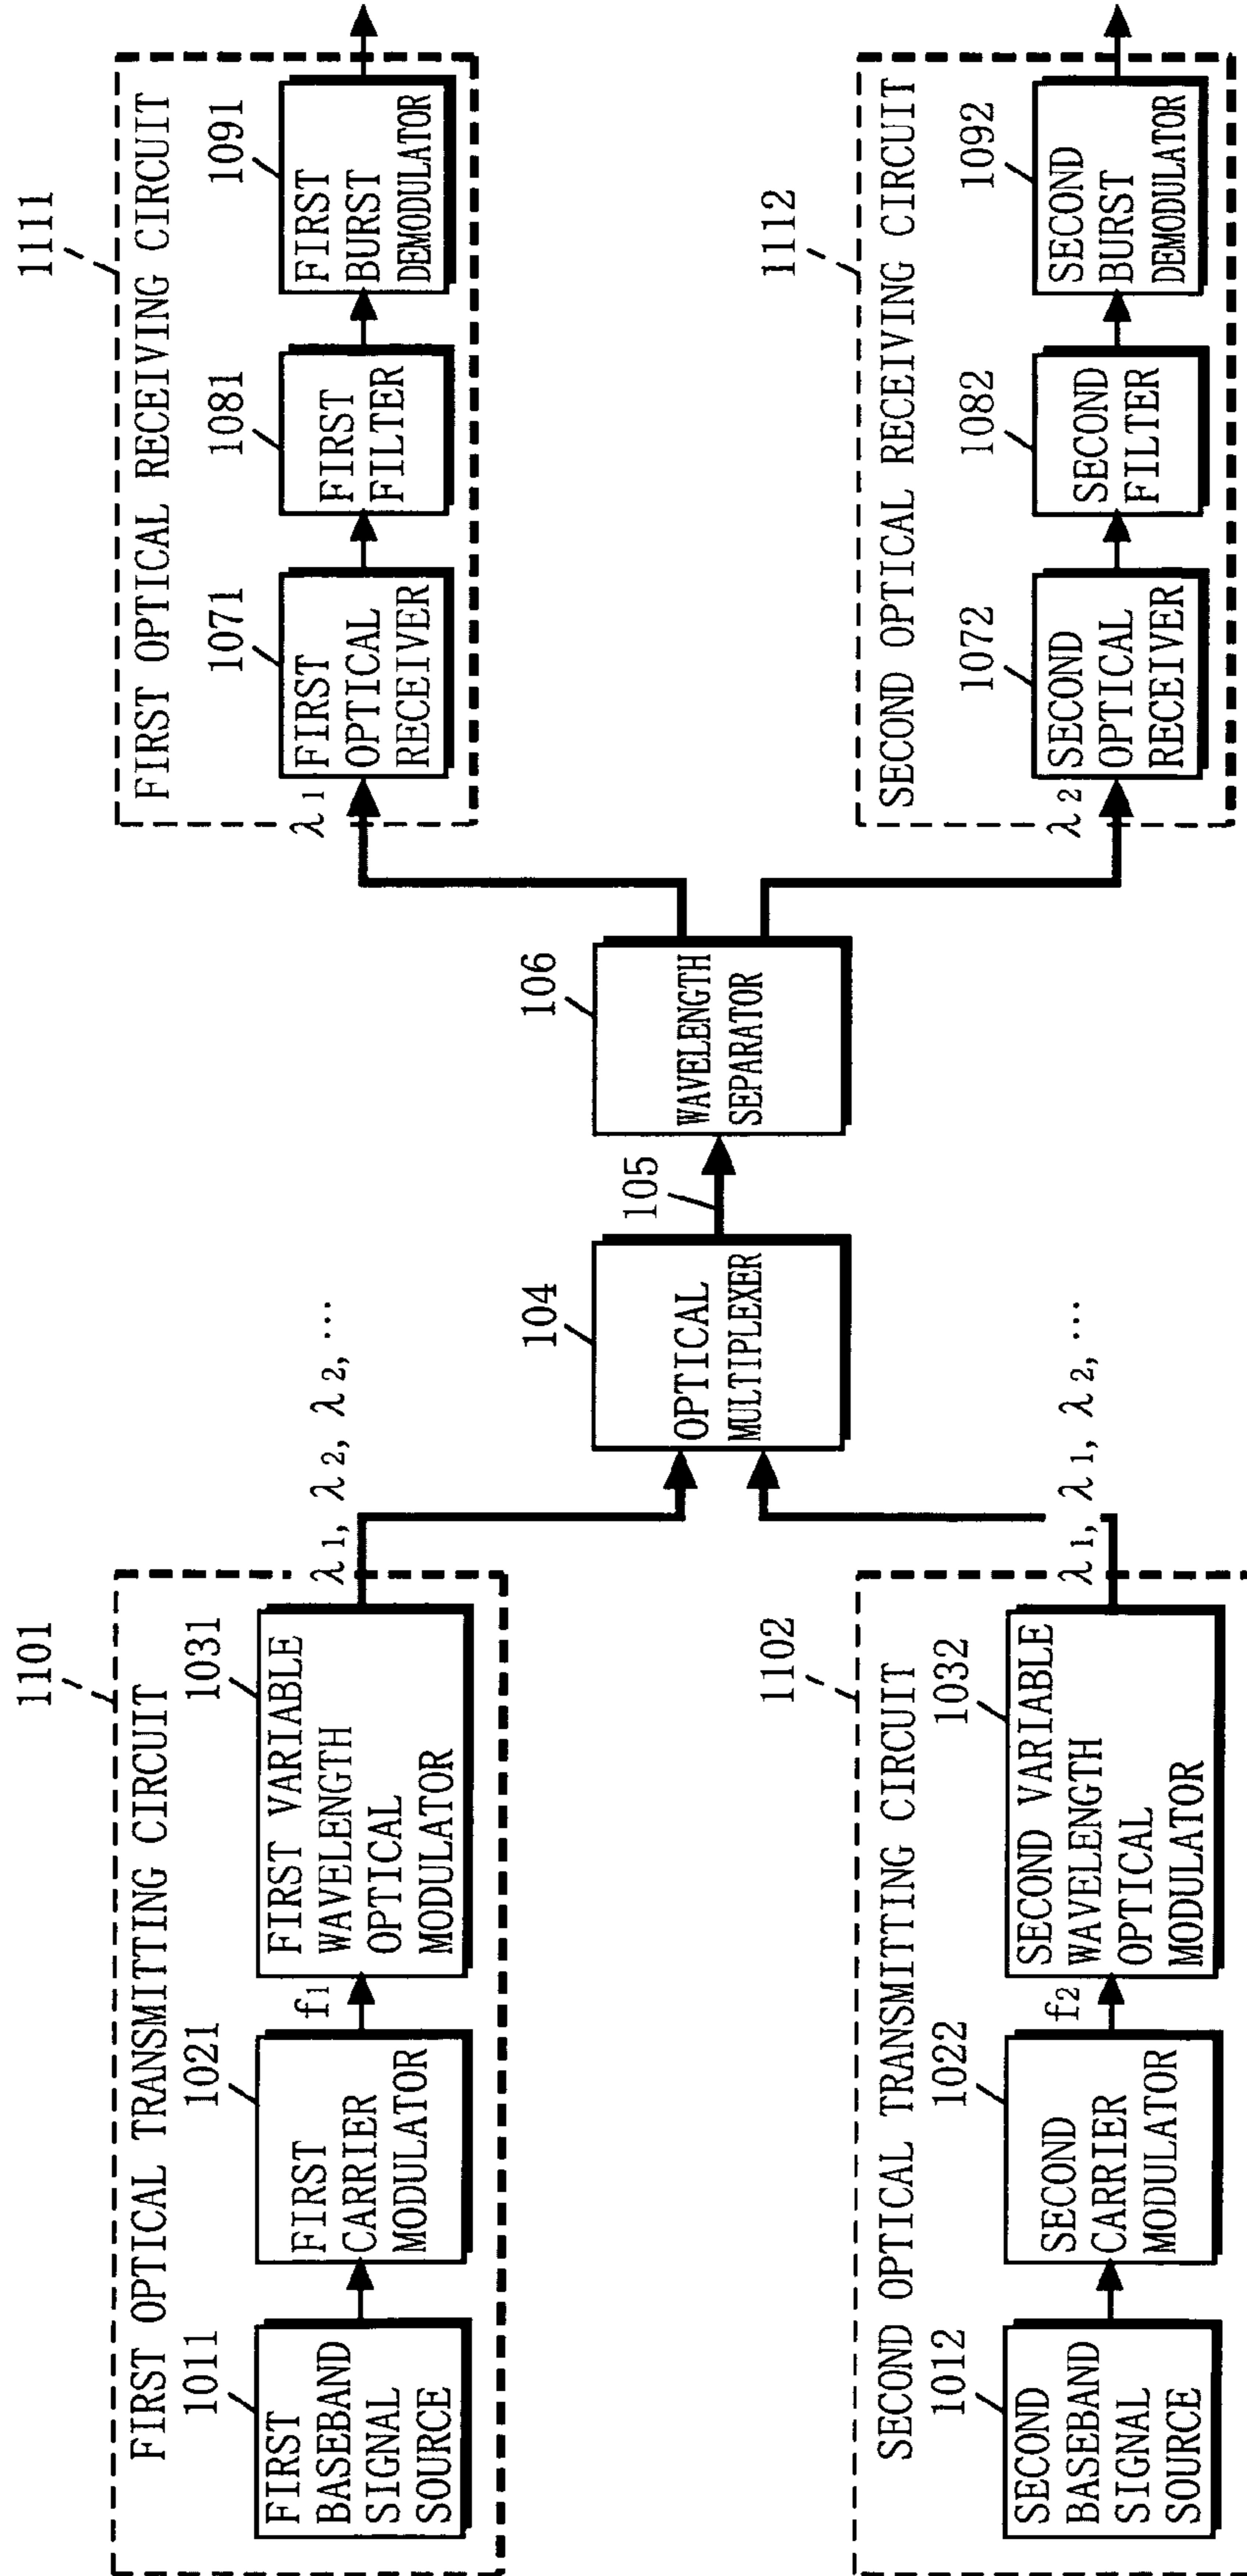 1101
FIRST OPTICAL TRANSMITTING CIRCUIT
1011
FIRST
BASEBAND
SIGNAL
SOURCE
1021
FIRST
CARRIER
MODULATOR
f1
1031
FIRST VARIABLE
WAVELENGTH
OPTICAL
MODULATOR
λ1, λ2, λ2, ...
1102
SECOND OPTICAL TRANSMITTING CIRCUIT
1012
SECOND
BASEBAND
SIGNAL
SOURCE
1022
SECOND
CARRIER
MODULATOR
f2
1032
SECOND VARIABLE
WAVELENGTH
OPTICAL
MODULATOR
λ1, λ1, λ2, ...
104
OPTICAL
MULTIPLEXER
105
106
WAVELENGTH
SEPARATOR
1111
FIRST OPTICAL RECEIVING CIRCUIT
λ1
1071
FIRST
OPTICAL
RECEIVER
1081
FIRST
FILTER
1091
FIRST
BURST
DEMODULATOR
1112
SECOND OPTICAL RECEIVING CIRCUIT
λ2
1072
SECOND
OPTICAL
RECEIVER
1082
SECOND
FILTER
1092
SECOND
BURST
DEMODULATOR